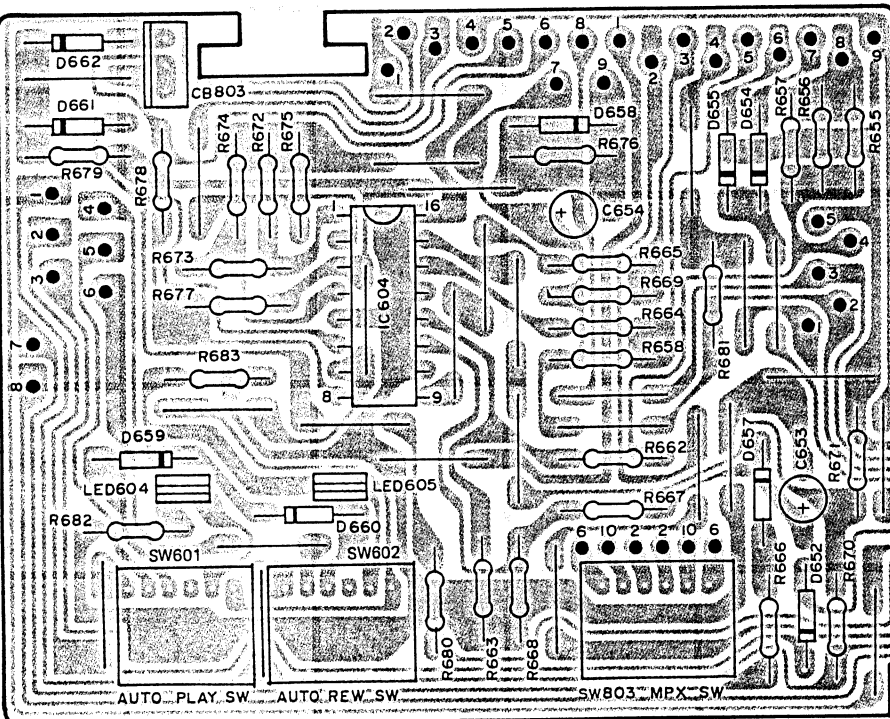 2 3 4 5 6 8 1
1 7 9 2 3 4 5 6 7 8 9
D662
CB803
D661
R679
R678
R674
R672
R675
D658
R676
D655
D654
R657
R656
R655
C654
1
2
3
4
5
6
7
8
1 16
IC604
8 9
R673
R677
R683
R665
R669
R664
R658
R681
5
4
3
2
1
D659
LED604
LED605
D660
R682
R662
R667
D657
C653
R671
6 10 2 2 10 6
SW601
SW602
R680
R663
R668
R666
D652
R670
AUTO PLAY SW
AUTO REW SW
SW803 MPX SW